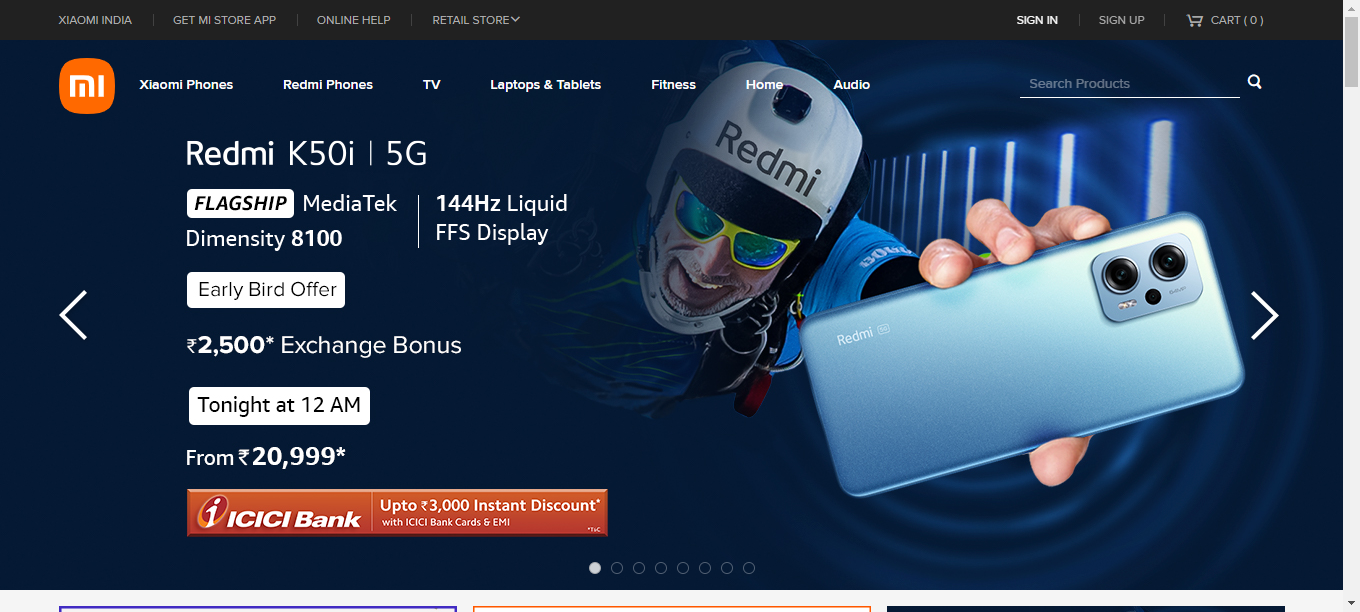 XIAOMI INDIA GET MI STORE APP ONLINE HELP RETAIL STORE SIGN IN SIGN UP CART ( 0 )
mi Xiaomi Phones Redmi Phones TV Laptops & Tablets Fitness Home Audio Search Products
Redmi
Redmi K50i | 5G
FLAGSHIP MediaTek
Dimensity 8100
144Hz Liquid
FFS Display
Early Bird Offer
₹2,500* Exchange Bonus
Redmi 5G
Tonight at 12 AM
From ₹20,999*
ICICI Bank
Upto ₹3,000 Instant Discount*
with ICICI Bank Cards & EMI
*T&C